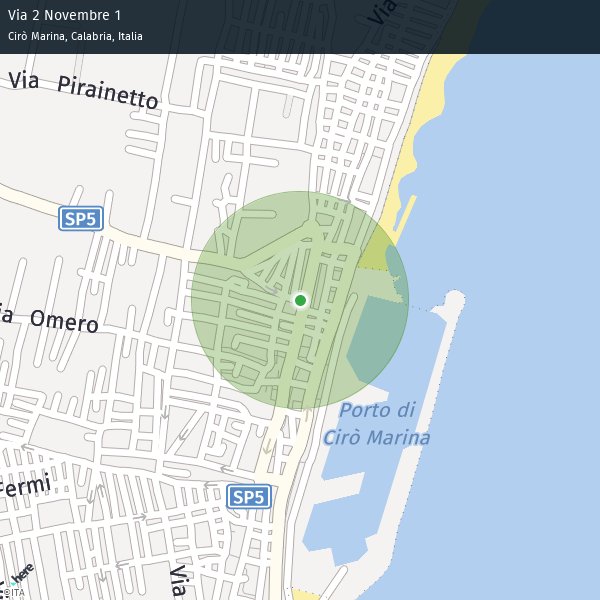 Via 2 Novembre 1
Cirò Marina, Calabria, Italia
Via
Via Pirainetto
SP5
ia Omero
Porto di
Cirò Marina
Fermi
SP5
Via
here
©ITA